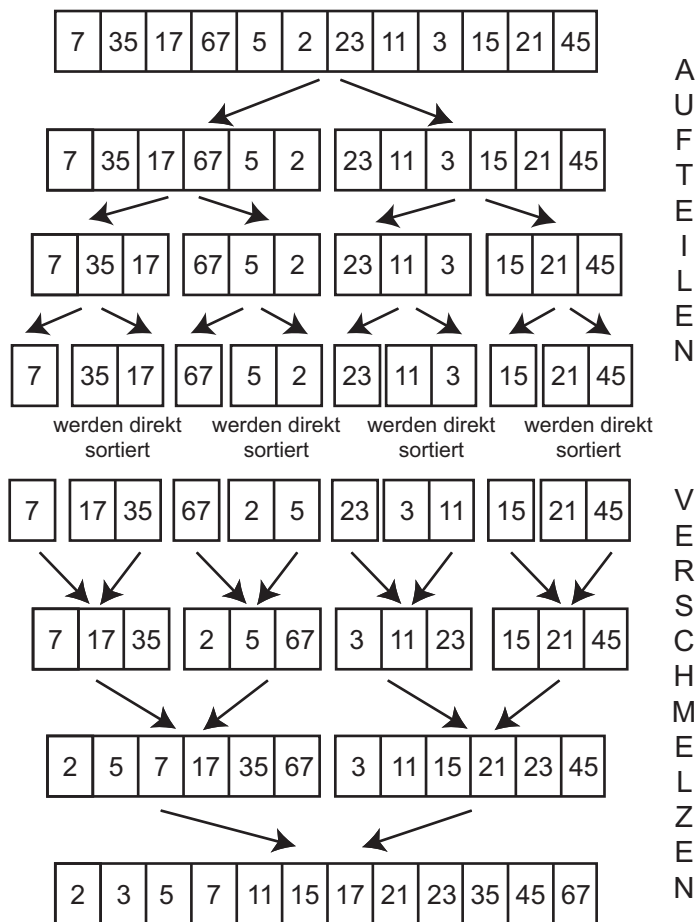 7 35 17 67 5 2 23 11 3 15 21 45
7 35 17 67 5 2 23 11 3 15 21 45
7 35 17 67 5 2 23 11 3 15 21 45
7 35 17 67 5 2 23 11 3 15 21 45
werden direkt sortiert
werden direkt sortiert
werden direkt sortiert
werden direkt sortiert
AUFTEILEN
7 17 35 67 2 5 23 3 11 15 21 45
7 17 35 2 5 67 3 11 23 15 21 45
2 5 7 17 35 67 3 11 15 21 23 45
2 3 5 7 11 15 17 21 23 35 45 67
VERSCHMELZEN